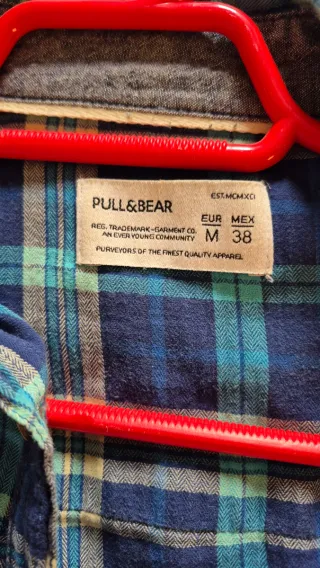 EST.MCMXCI
PULL&BEAR
EUR MEX
M 38
REG. TRADEMARK-GARMENT CO.
AN EVER YOUNG COMMUNITY
PURVEYORS OF THE FINEST QUALITY APPAREL